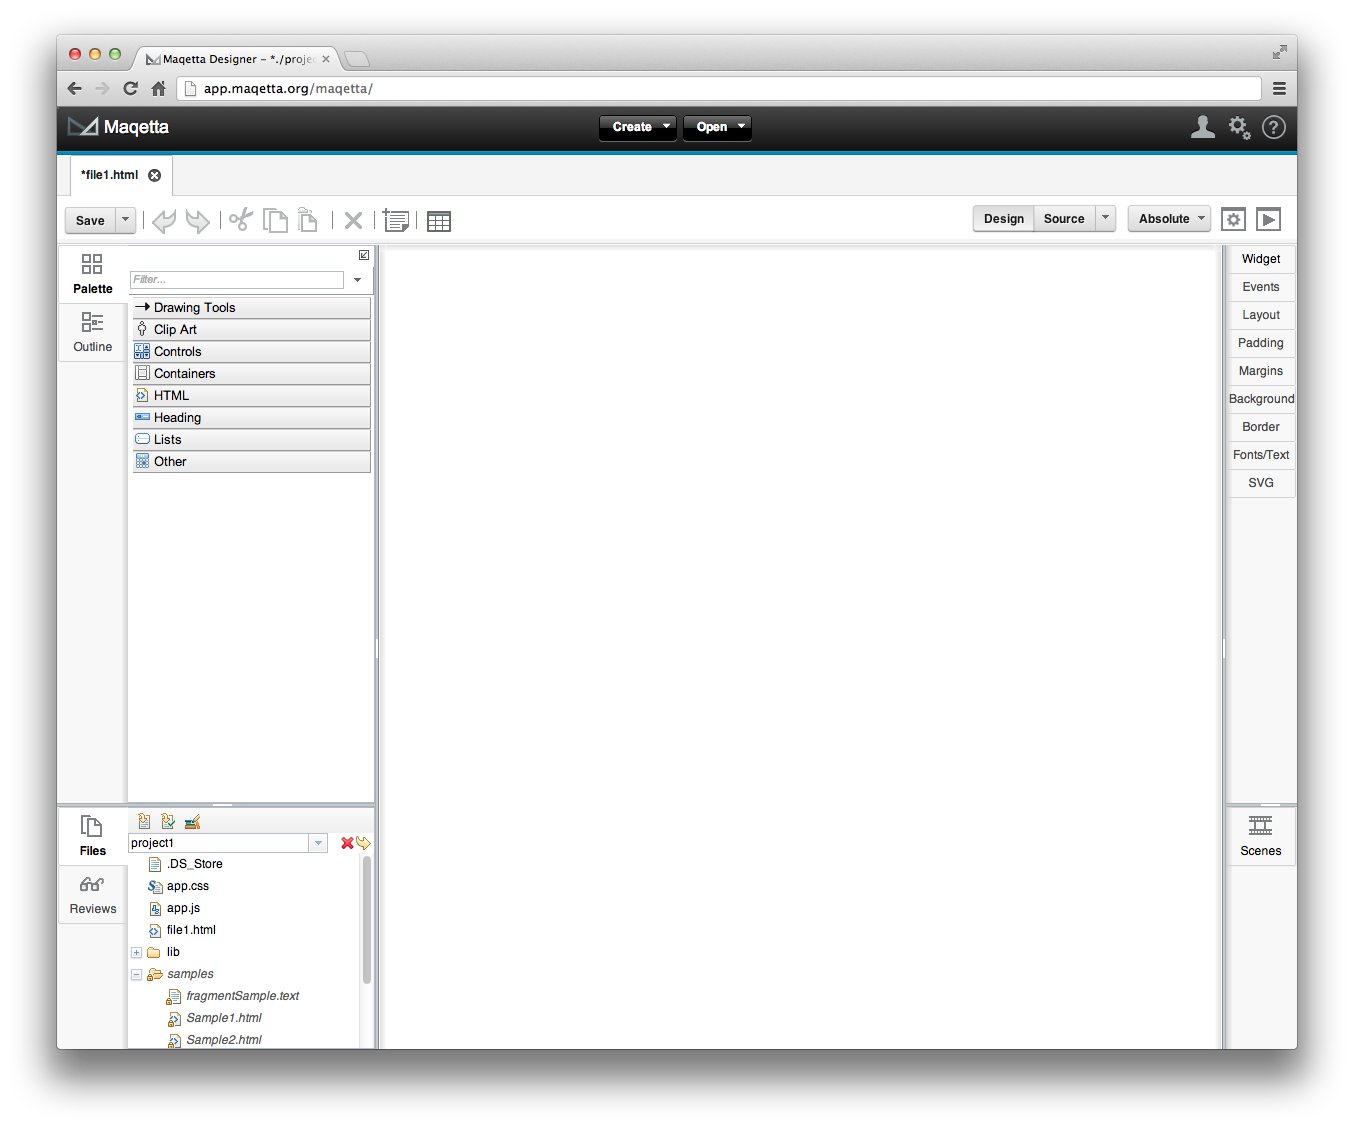 Maqetta Designer – *./proje
app.maqetta.org/maqetta/
Maqetta
Create
Open
*file1.html
Save
Design
Source
Absolute
Palette
Outline
Filter...
Drawing Tools
Clip Art
Controls
Containers
HTML
Heading
Lists
Other
Widget
Events
Layout
Padding
Margins
Background
Border
Fonts/Text
SVG
Files
Reviews
project1
.DS_Store
app.css
app.js
file1.html
lib
samples
fragmentSample.text
Sample1.html
Sample2.html
Scenes